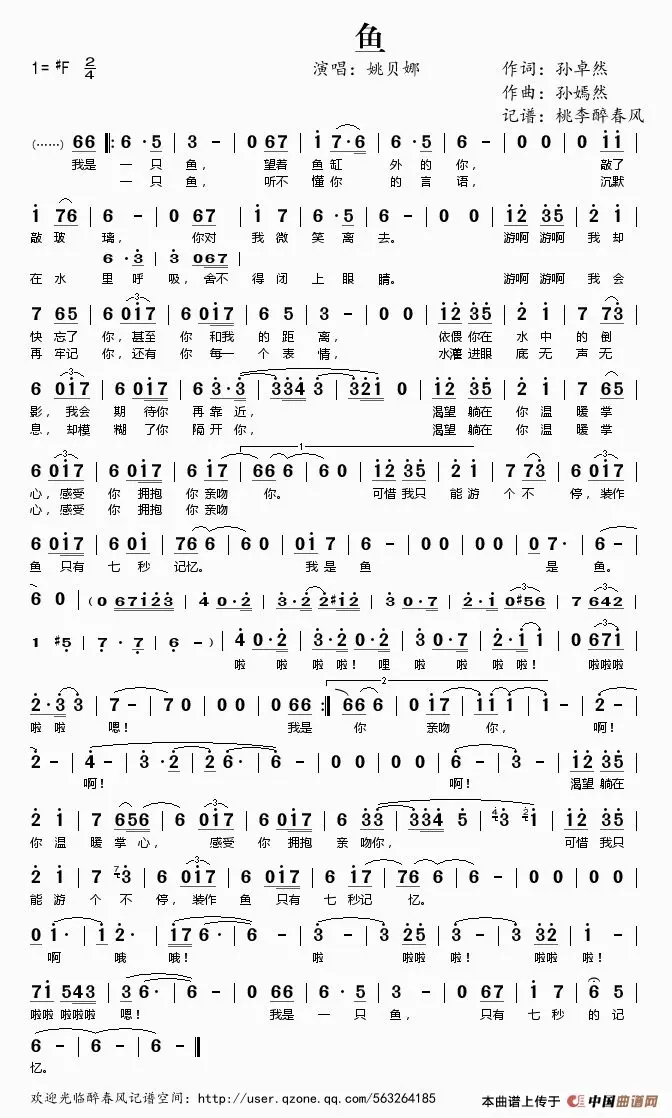 鱼
1= ♯F 2/4
演唱：姚贝娜
作词：孙卓然
作曲：孙嫣然
记谱：桃李醉春风
(……) 66 ‖: 6·5 | 3 - | 0 67 | i 7·6 | 6·5 | 6 - | 0 0 | 0 ii |
我是 一 只 鱼， 望着 鱼 缸 外 的 你， 敲了
一 只 鱼， 听不 懂 你 的 言 语， 沉默
i 76 | 6 - | 0 67 | i 7 | 6·5 | 6 - | 0 0 | i2 35 | 2 i |
敲 玻 璃， 你对 我 微 笑 离 去。 游啊 游啊 我 却
6·3 | 3 067 |
在 水 里 呼 吸，舍不 得 闭 上 眼 睛。 游啊 游啊 我 会
7 65 | 6 0i7 | 6 0i7 | 6 5 | 3 - | 0 0 | i2 35 | 2 i | 7 73 |
快 忘了 你，甚至 你 和我 的 距 离， 依偎 你在 水 中 的 倒
再 牢记 你，还有 你 每一 个 表 情， 水灌 进眼 底 无 声 无
6 0i7 | 6 0i7 | 6 3·3 | 334 3 | 32i 0 | i2 35 | 2 i | 7 65 |
影，我会 期 待你 再 靠近， 渴望 躺在 你 温 暖 掌
息，却模 糊 了你 隔 开你， 渴望 躺在 你 温 暖 掌
6 0i7 | 6 0i7 | 6 i7 | 66 6 | 6 0 | i2 35 | 2 i | 7 73 | 6 0i7 |
心，感受 你 拥抱 你 亲吻 你。 可惜 我只 能 游 个 不 停，装作
心，感受 你 拥抱 你 亲吻
6 0i7 | 6 0i | 76 6 | 6 0 | 0 i7 | 6 - | 0 0 | 0 0 | 0 7· | 6 - |
鱼 只有 七 秒 记忆。 我是 鱼 是 鱼。
6 0 | (0 67i23 | 4 0·2 | 3·2 2♯i2 | 3·2 0·2 | 2·i 0♯56 | 7 642 |
1 ♯5 | 7·7 | 6 -) | 4 0·2 | 3·2 0·2 | 3 0·7 | 2·i i | 0 67i |
啦 啦 啦 啦！ 哩 啦 啦 啦 啦！ 啦啦啦
2·3 3 | 7 - | 7 0 | 0 0 | 0 66 :‖ 66 6 | 0 i7 | ii i | i - | 2 - |
啦 啦 嗯！ 我是 你 亲吻 你， 啊！
2 - | 4 - | 3·2 | 26· | 6 - | 0 0 | 0 0 | 6 - | 3 - | i2 35 |
啊！ 啊！ 渴望 躺在
2 i | 7 656 | 6 0i7 | 6 0i7 | 6 33 | 334 5 | 3 i | i2 35 |
你 温 暖 掌 心， 感受 你 拥抱 亲 吻你， 可惜 我只
2 i | 7 3 | 6 0i7 | 6 0i7 | 6 i7 | 76 6 | 6 - | 0 0 | 0 0 |
能 游 个 不 停，装作 鱼 只有 七 秒记 忆。
0 i | i 2· | i7 6· | 6 - | 3 - | 3 33 | 3 - | 3 32 | i - |
啊 哦 哦！ 啦 啦啦 啦！ 啦啦 啦！
7i 543 | 3 6· | 6 - | 0 66 | 6·5 | 3 - | 0 67 | i 7 | 6 5 |
啦啦 啦啦啦 嗯！ 我是 一 只 鱼， 只有 七 秒 的 记
6 - | 6 - | 6 - ‖
忆。
欢迎光临醉春风记谱空间：http://user.qzone.qq.com/563264185
本曲谱上传于 中国曲谱网